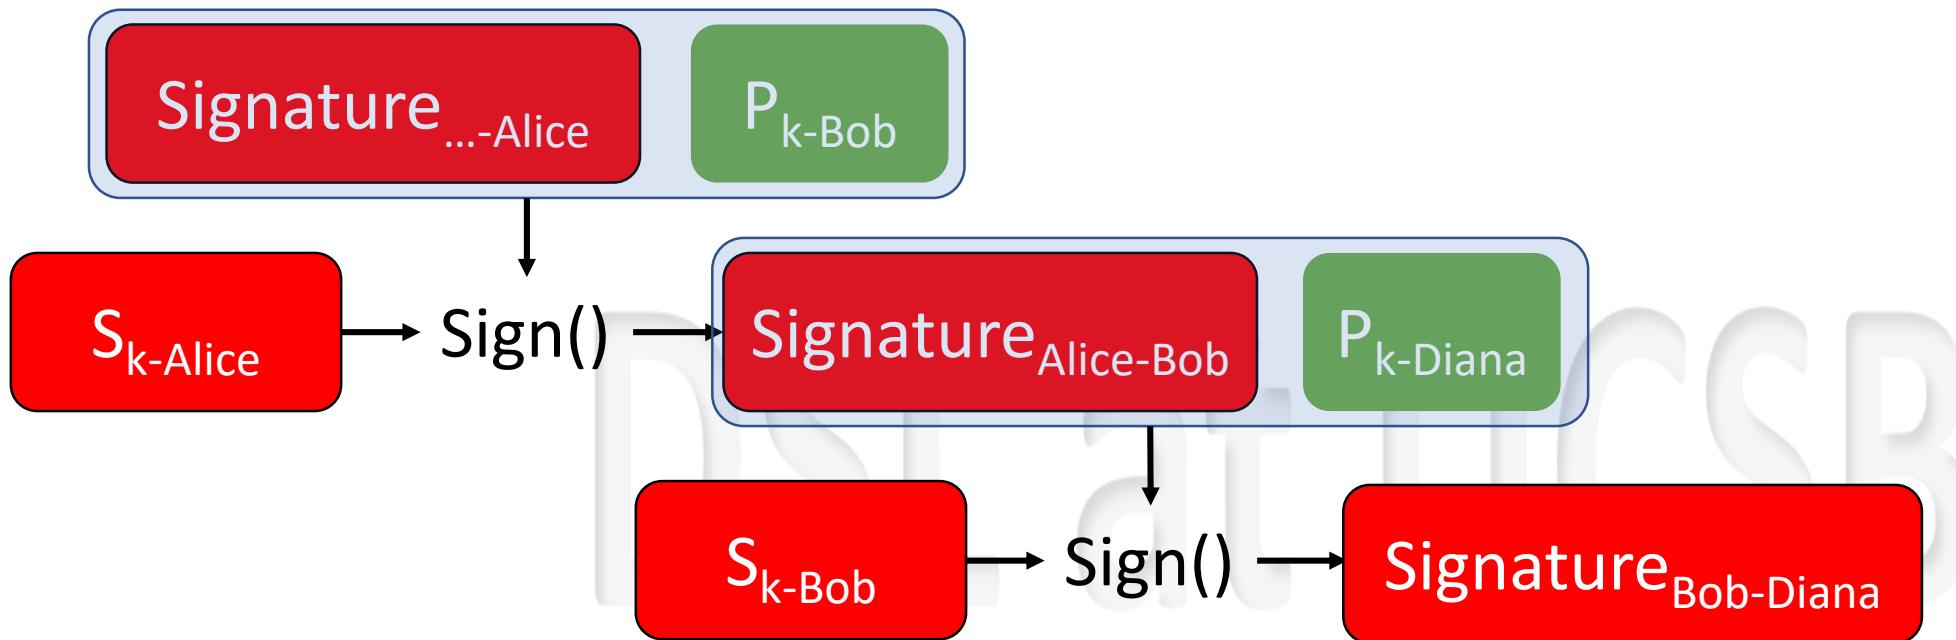 Signature...-Alice Pk-Bob
Sk-Alice Sign() SignatureAlice-Bob Pk-Diana
Sk-Bob Sign() SignatureBob-Diana
DSL at UCSB